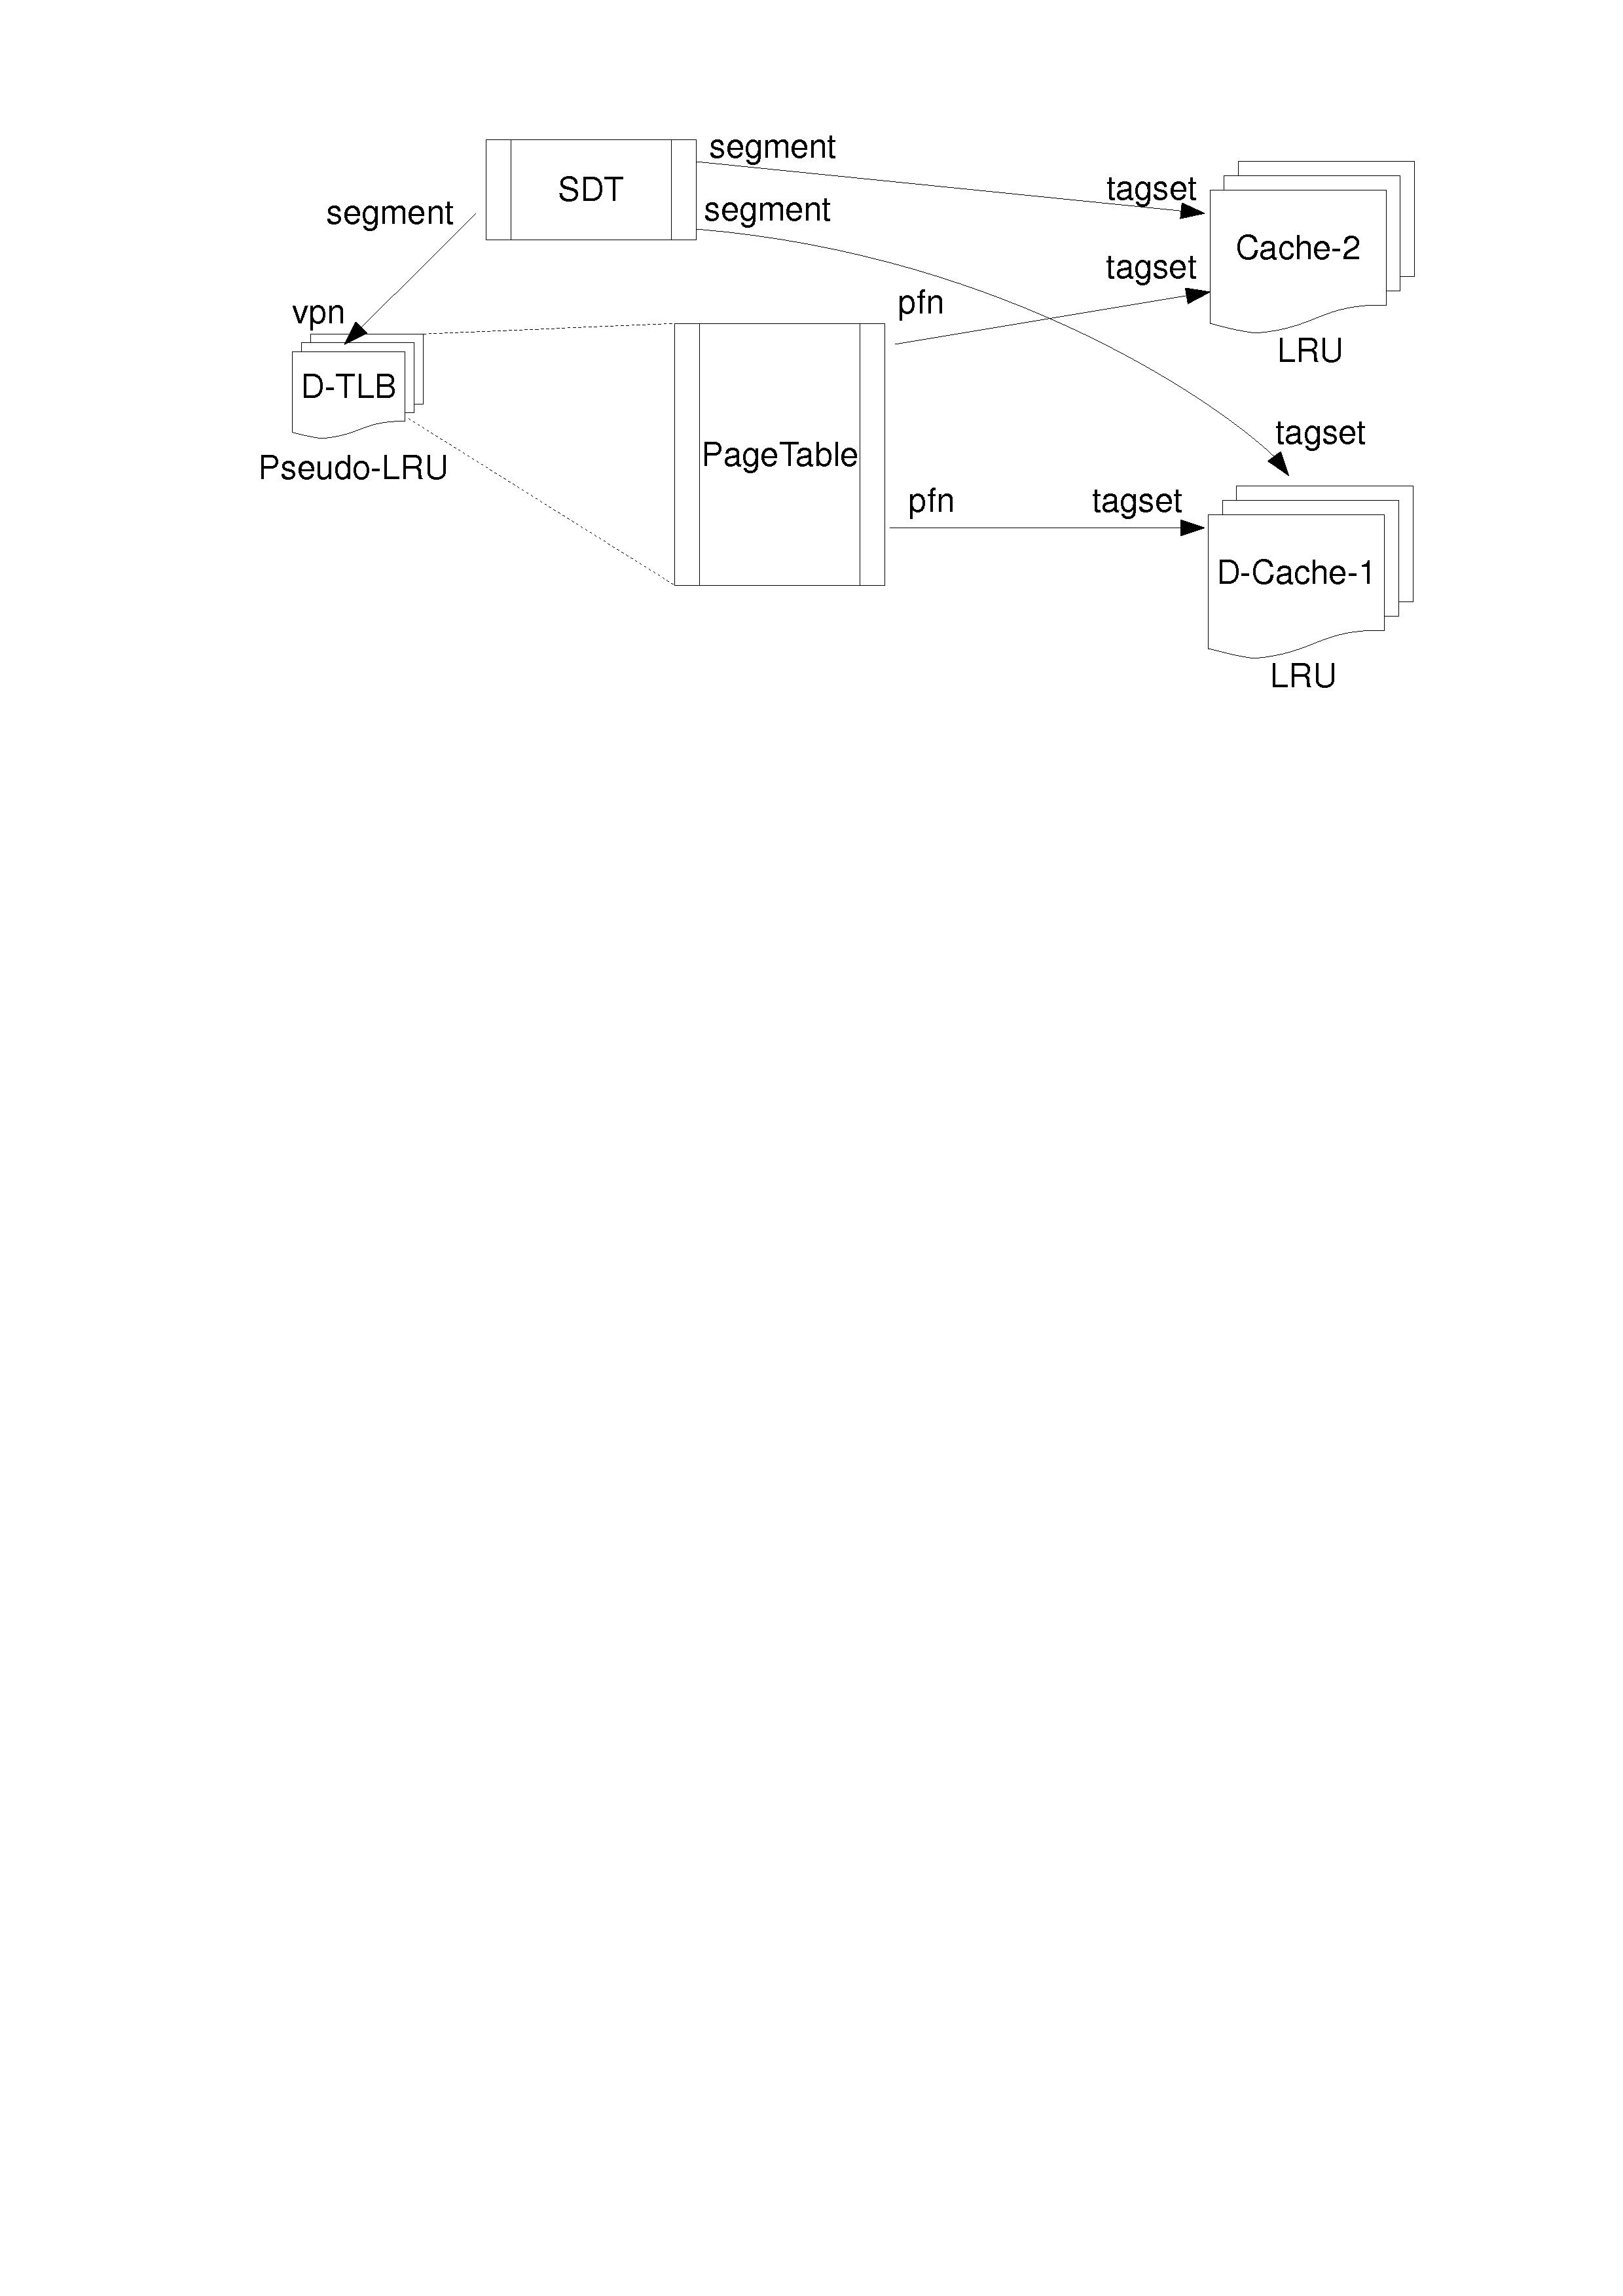 segment
tagset
SDT
segment
segment
Cache-2
tagset
pfn
vpn
LRU
D-TLB
tagset
PageTable
Pseudo-LRU
pfn
tagset
D-Cache-1
LRU